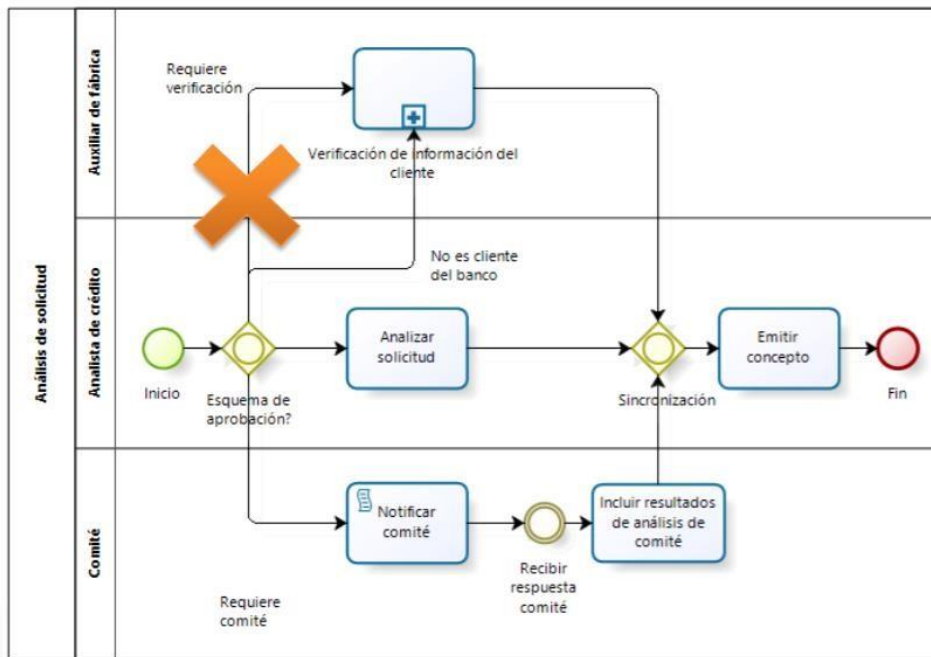 Análisis de solicitud
Auxiliar de fábrica
Requiere
verificación
Verificación de información del
cliente
Analista de crédito
No es cliente
del banco
Inicio
Esquema de
aprobación?
Analizar
solicitud
Sincronización
Emitir
concepto
Fin
Comité
Notificar
comité
Recibir
respuesta
comité
Incluir resultados
de análisis de
comité
Requiere
comité